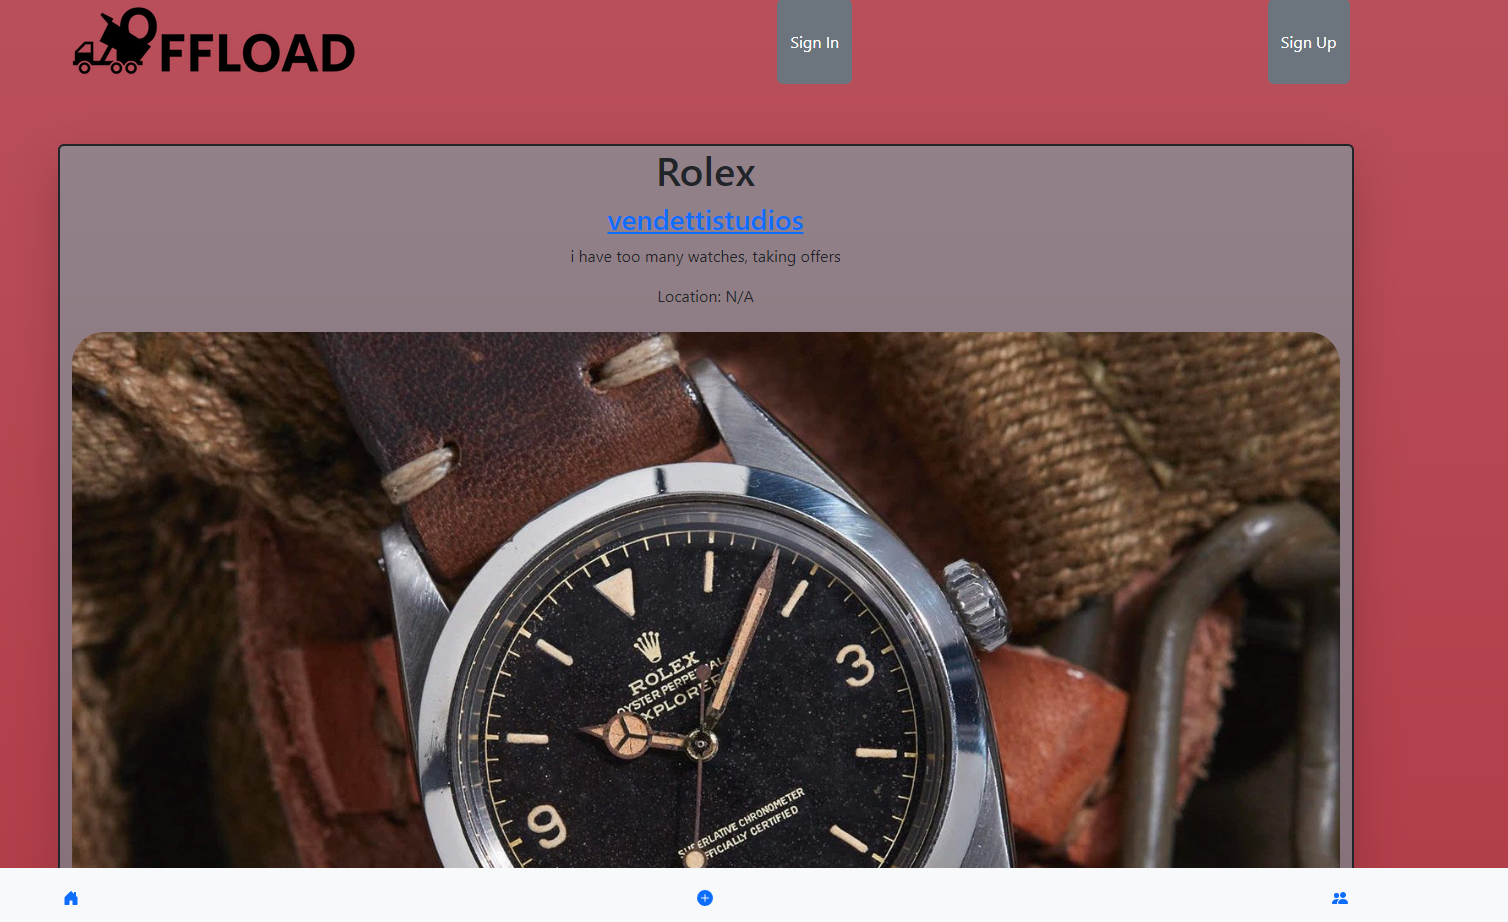 OFFLOAD
Sign In
Sign Up
Rolex
vendettistudios
i have too many watches, taking offers
Location: N/A
3
ROLEX
OYSTER PERPETUAL
EXPLORER
9
SUPERLATIVE CHRONOMETER
OFFICIALLY CERTIFIED